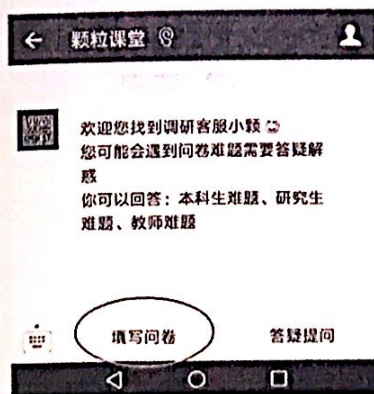 颗粒课堂
欢迎您找到调研客服小颗
您可能会遇到问卷难题需要答疑解
惑
你可以回答：本科生难题、研究生
难题、教师难题
填写问卷
答疑提问